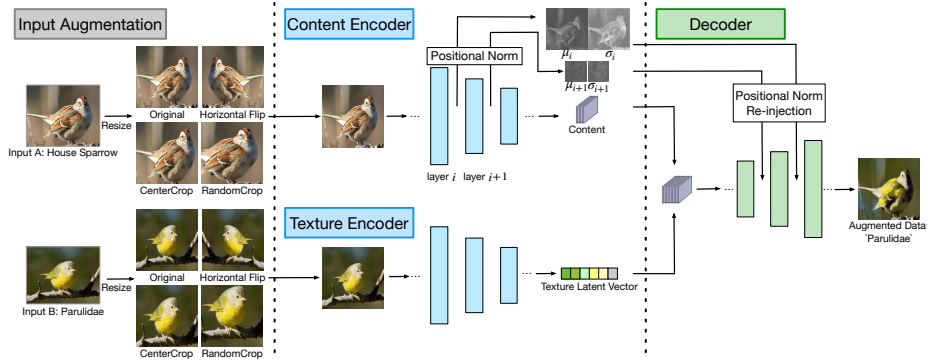 Input Augmentation
Content Encoder
Decoder
Positional Norm
μᵢ
σᵢ
μᵢ₊₁ σᵢ₊₁
Positional Norm
Re-injection
Original
Horizontal Flip
Resize
Input A: House Sparrow
CenterCrop
RandomCrop
...
...
Content
layer i
layer i+1
...
...
Augmented Data:
`Parulidae'
Texture Encoder
Original
Horizontal Flip
Resize
Input B: Parulidae
CenterCrop
RandomCrop
...
...
Texture Latent Vector